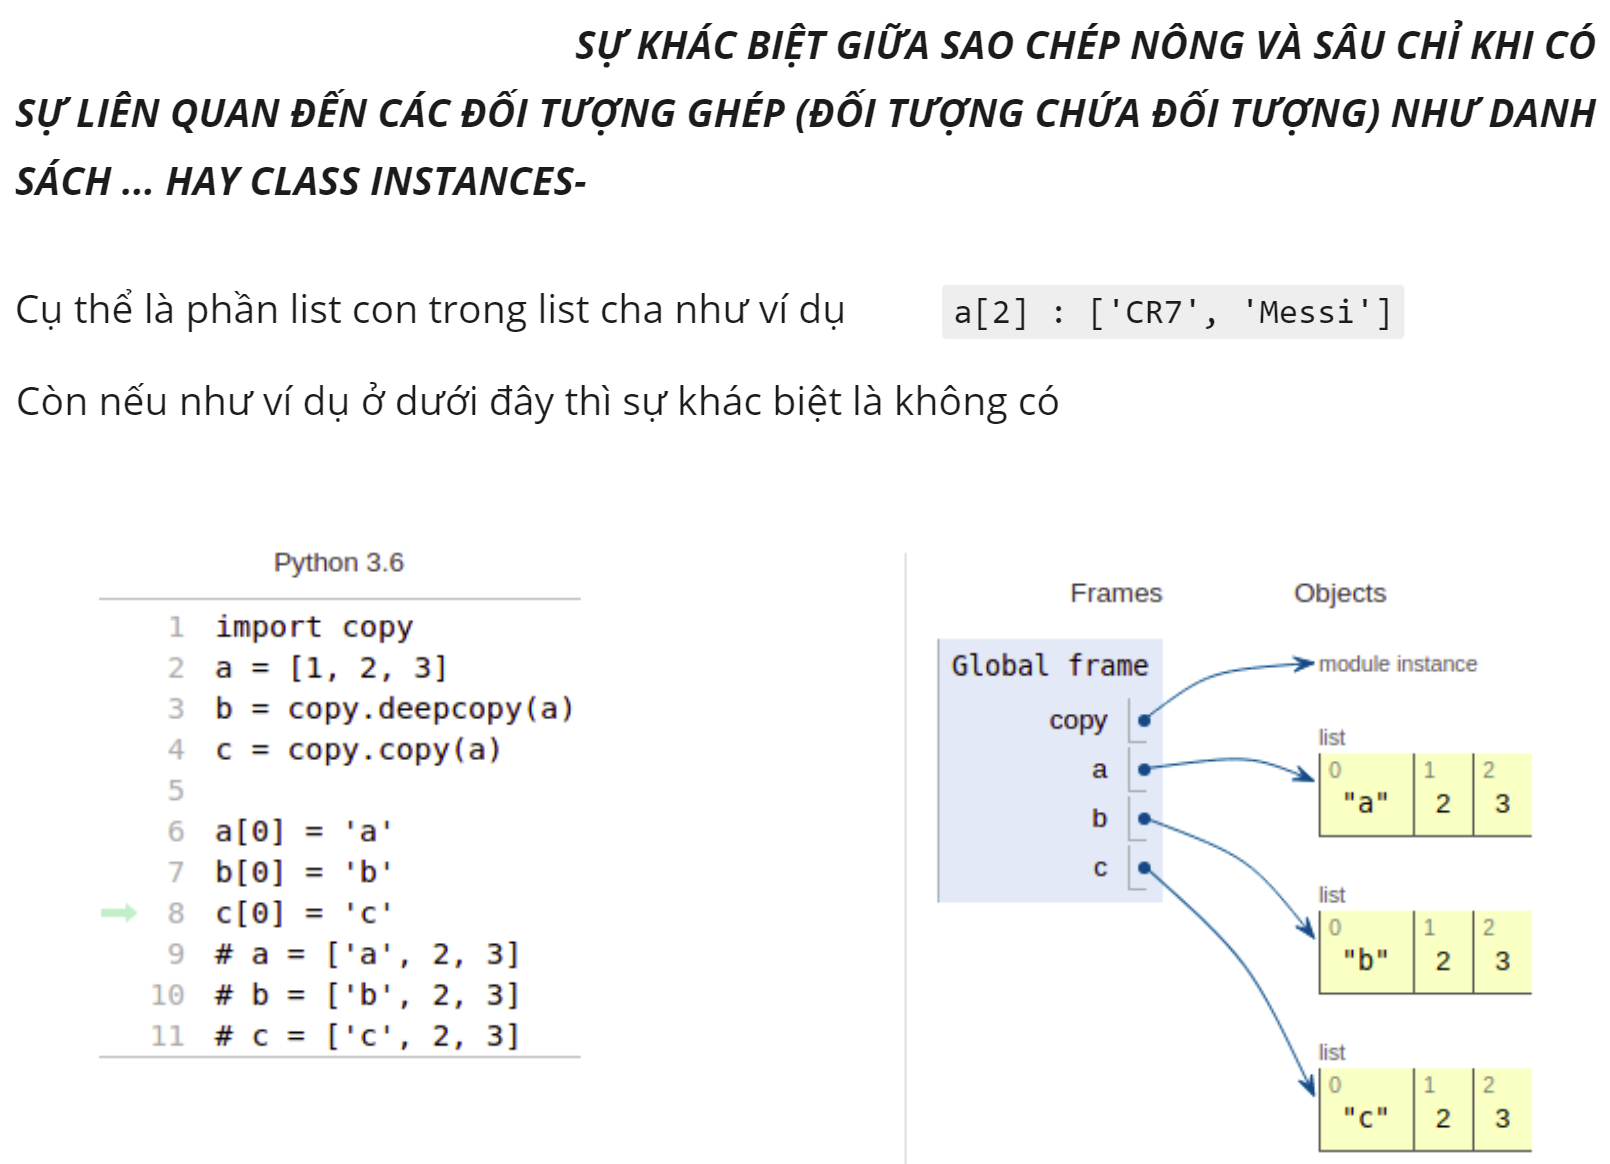 SỰ KHÁC BIỆT GIỮA SAO CHÉP NÔNG VÀ SÂU CHỈ KHI CÓ
SỰ LIÊN QUAN ĐẾN CÁC ĐỐI TƯỢNG GHÉP (ĐỐI TƯỢNG CHỨA ĐỐI TƯỢNG) NHƯ DANH
SÁCH ... HAY CLASS INSTANCES-
Cụ thể là phần list con trong list cha như ví dụ a[2] : ['CR7', 'Messi']
Còn nếu như ví dụ ở dưới đây thì sự khác biệt là không có
Python 3.6
1 import copy
2 a = [1, 2, 3]
3 b = copy.deepcopy(a)
4 c = copy.copy(a)
5
6 a[0] = 'a'
7 b[0] = 'b'
8 c[0] = 'c'
9 # a = ['a', 2, 3]
10 # b = ['b', 2, 3]
11 # c = ['c', 2, 3]
Frames Objects
Global frame
copy
a
b
c
module instance
list
0 1 2
"a" 2 3
list
0 1 2
"b" 2 3
list
0 1 2
"c" 2 3